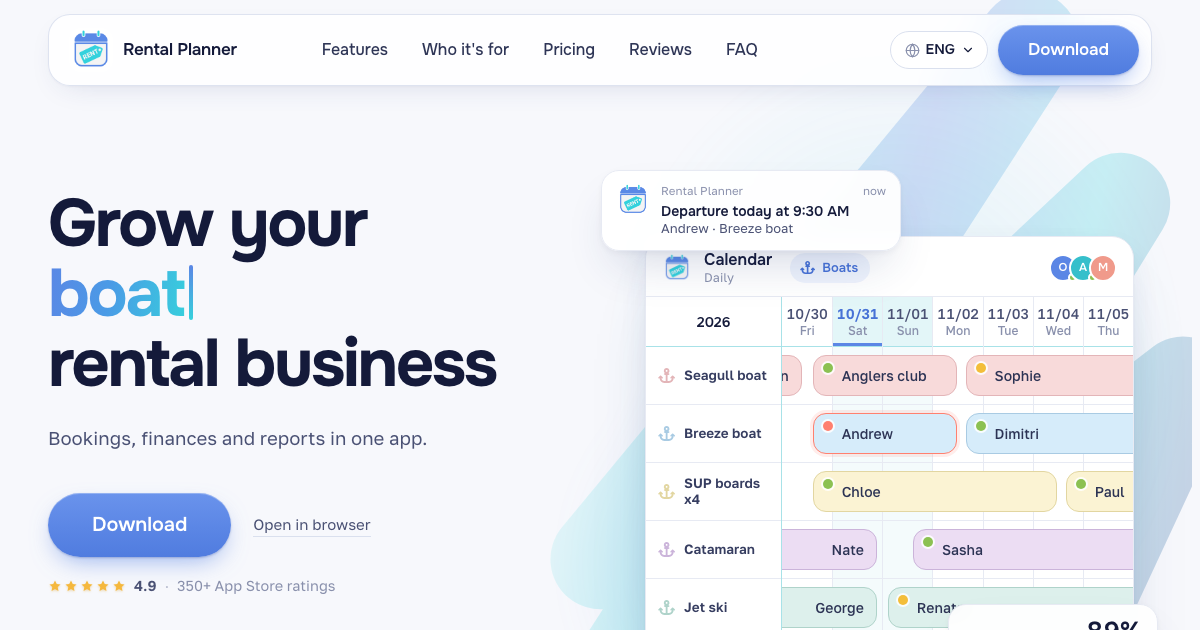 Rental Planner
Features
Who it's for
Pricing
Reviews
FAQ
ENG
Download
Grow your
boat
rental business
Bookings, finances and reports in one app.
Download
Open in browser
4.9 · 350+ App Store ratings
Rental Planner
now
Departure today at 9:30 AM
Andrew · Breeze boat
Calendar
Daily
Boats
O
A
M
2026
10/30
Fri
10/31
Sat
11/01
Sun
11/02
Mon
11/03
Tue
11/04
Wed
11/05
Thu
Seagull boat
n
Anglers club
Sophie
Breeze boat
Andrew
Dimitri
SUP boards
x4
Chloe
Paul
Catamaran
Nate
Sasha
Jet ski
George